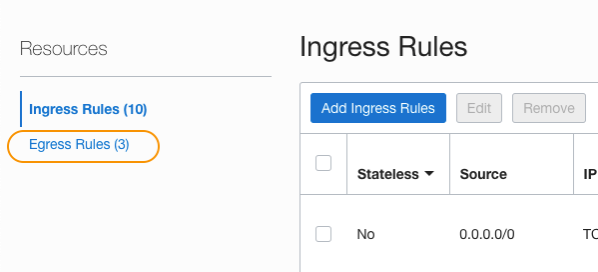 Resources
Ingress Rules (10)
Egress Rules (3)
Ingress Rules
Add Ingress Rules Edit Remove
Stateless Source IP
No 0.0.0.0/0